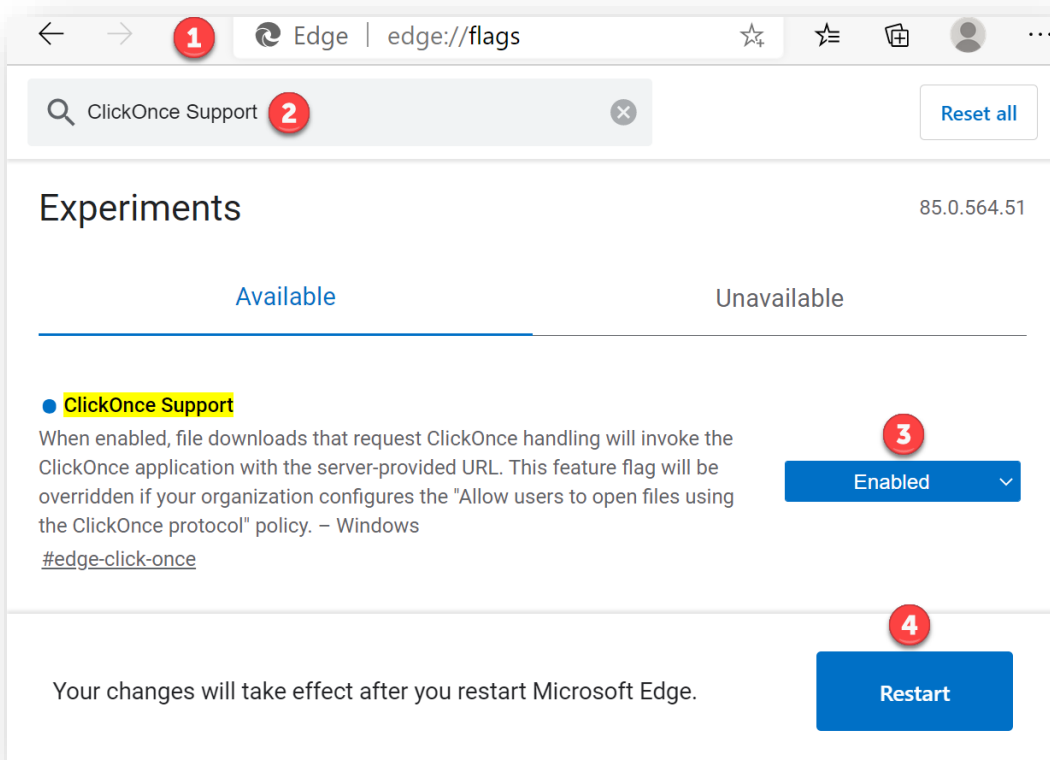 1 Edge | edge://flags
ClickOnce Support 2
Reset all
Experiments
85.0.564.51
Available
Unavailable
ClickOnce Support
When enabled, file downloads that request ClickOnce handling will invoke the
ClickOnce application with the server-provided URL. This feature flag will be
overridden if your organization configures the "Allow users to open files using
the ClickOnce protocol" policy. – Windows
#edge-click-once
3
Enabled
4
Your changes will take effect after you restart Microsoft Edge.
Restart